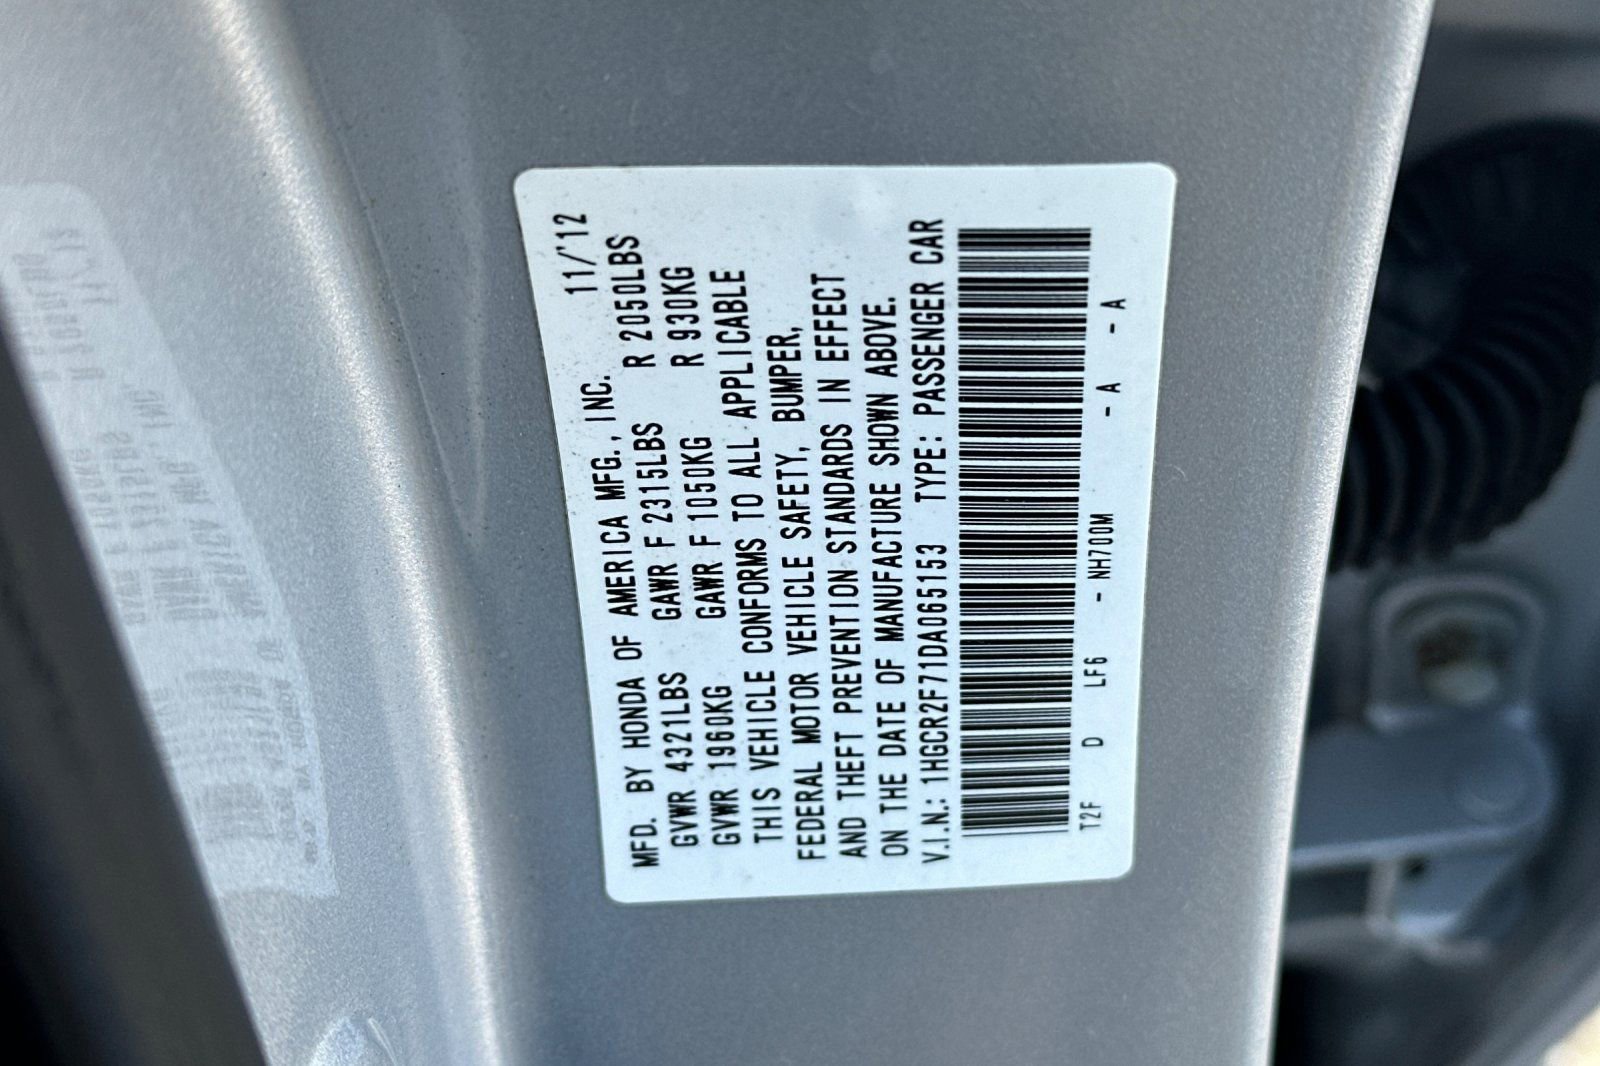 MFD. BY HONDA OF AMERICA MFG., INC. 11/'12
GVWR 4321LBS GAWR F 2315LBS R 2050LBS
GVWR 1960KG GAWR F 1050KG R 930KG
THIS VEHICLE CONFORMS TO ALL APPLICABLE
FEDERAL MOTOR VEHICLE SAFETY, BUMPER,
AND THEFT PREVENTION STANDARDS IN EFFECT
ON THE DATE OF MANUFACTURE SHOWN ABOVE.
V.I.N.: 1HGCR2F71DA065153 TYPE: PASSENGER CAR
T2F D LF6 - NH700M - A - A